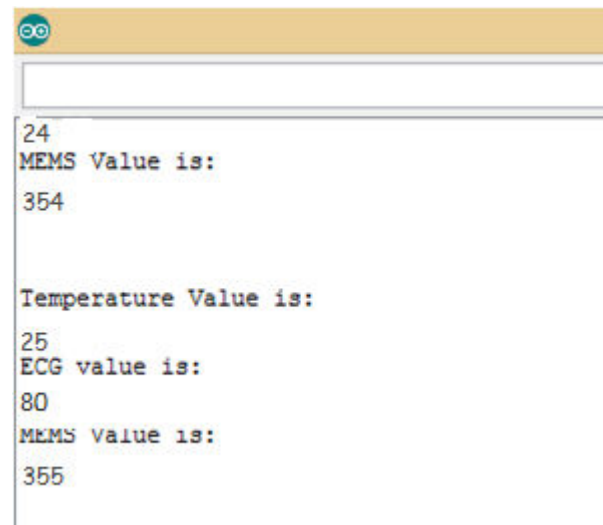 24
MEMS Value is:
354
Temperature Value is:
25
ECG value is:
80
MEMS Value is:
355